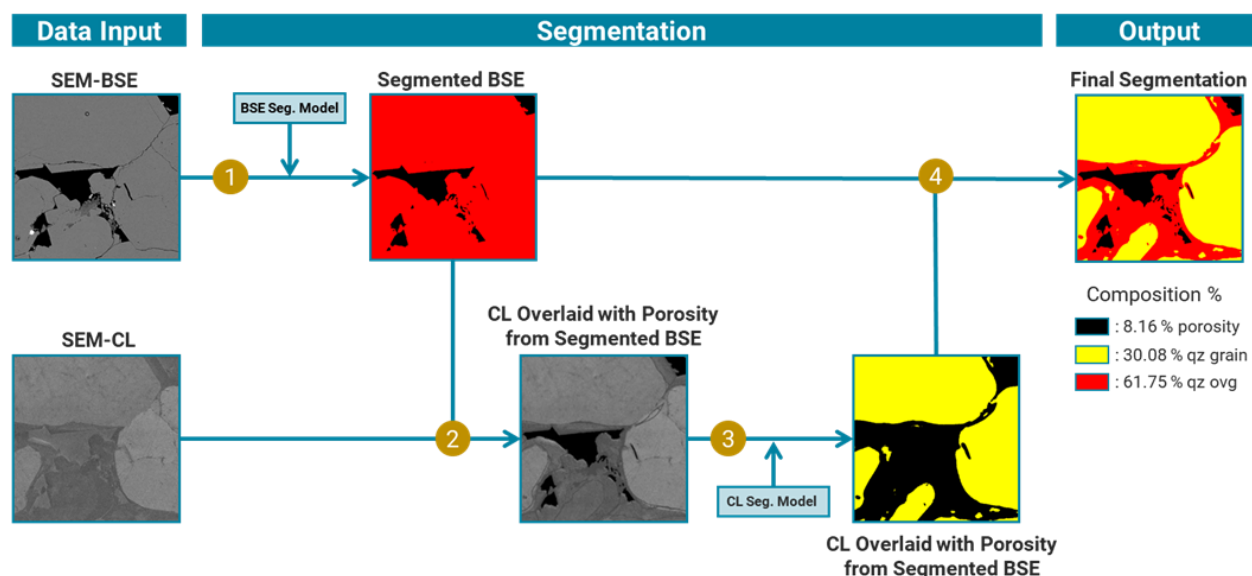 Data Input
Segmentation
Output
SEM-BSE
Segmented BSE
Final Segmentation
BSE Seg. Model
1
4
SEM-CL
CL Overlaid with Porosity
from Segmented BSE
Composition %
: 8.16 % porosity
: 30.08 % qz grain
: 61.75 % qz ovg
2
3
CL Seg. Model
CL Overlaid with Porosity
from Segmented BSE